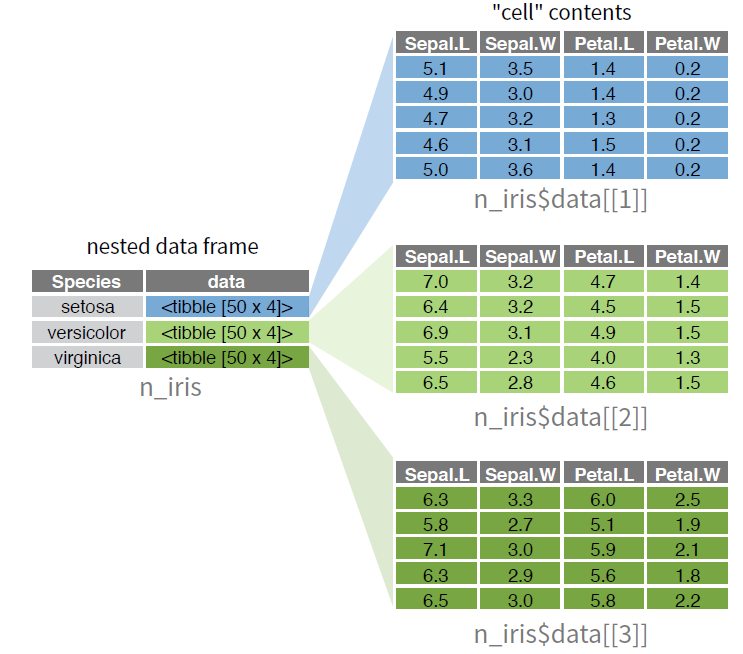 "cell" contents
Sepal.L Sepal.W Petal.L Petal.W
5.1 3.5 1.4 0.2
4.9 3.0 1.4 0.2
4.7 3.2 1.3 0.2
4.6 3.1 1.5 0.2
5.0 3.6 1.4 0.2
n_iris$data[[1]]
nested data frame
Species data
setosa <tibble [50 x 4]>
versicolor <tibble [50 x 4]>
virginica <tibble [50 x 4]>
n_iris
Sepal.L Sepal.W Petal.L Petal.W
7.0 3.2 4.7 1.4
6.4 3.2 4.5 1.5
6.9 3.1 4.9 1.5
5.5 2.3 4.0 1.3
6.5 2.8 4.6 1.5
n_iris$data[[2]]
Sepal.L Sepal.W Petal.L Petal.W
6.3 3.3 6.0 2.5
5.8 2.7 5.1 1.9
7.1 3.0 5.9 2.1
6.3 2.9 5.6 1.8
6.5 3.0 5.8 2.2
n_iris$data[[3]]